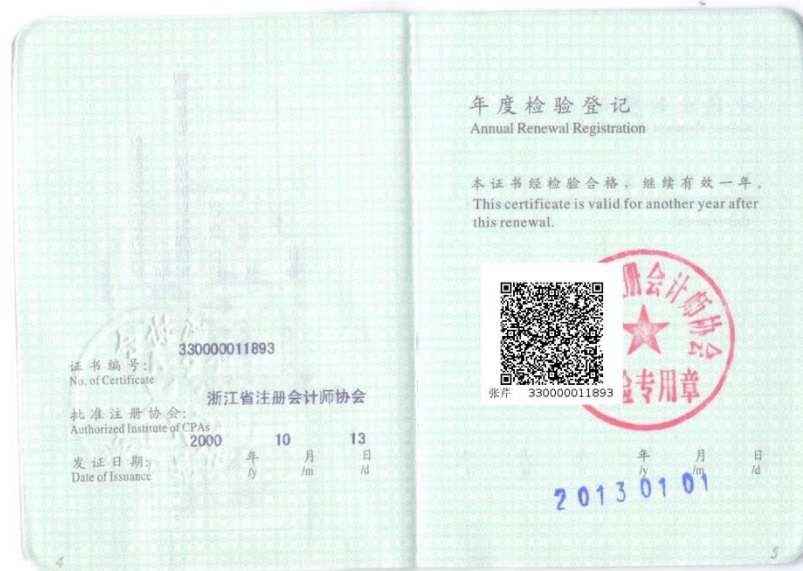 330000011893
证书编号:
No. of Certificate
浙江省注册会计师协会
批准注册协会:
Authorized Institute of CPAs
2000 10 13
发证日期: 年 月 日
Date of Issuance /y /m /d
4
年度检验登记
Annual Renewal Registration
本证书经检验合格，继续有效一年。
This certificate is valid for another year after
this renewal.
册会计师协会
检专用章
张芹 330000011893
年 月 日
/y /m /d
2013 01 01
5